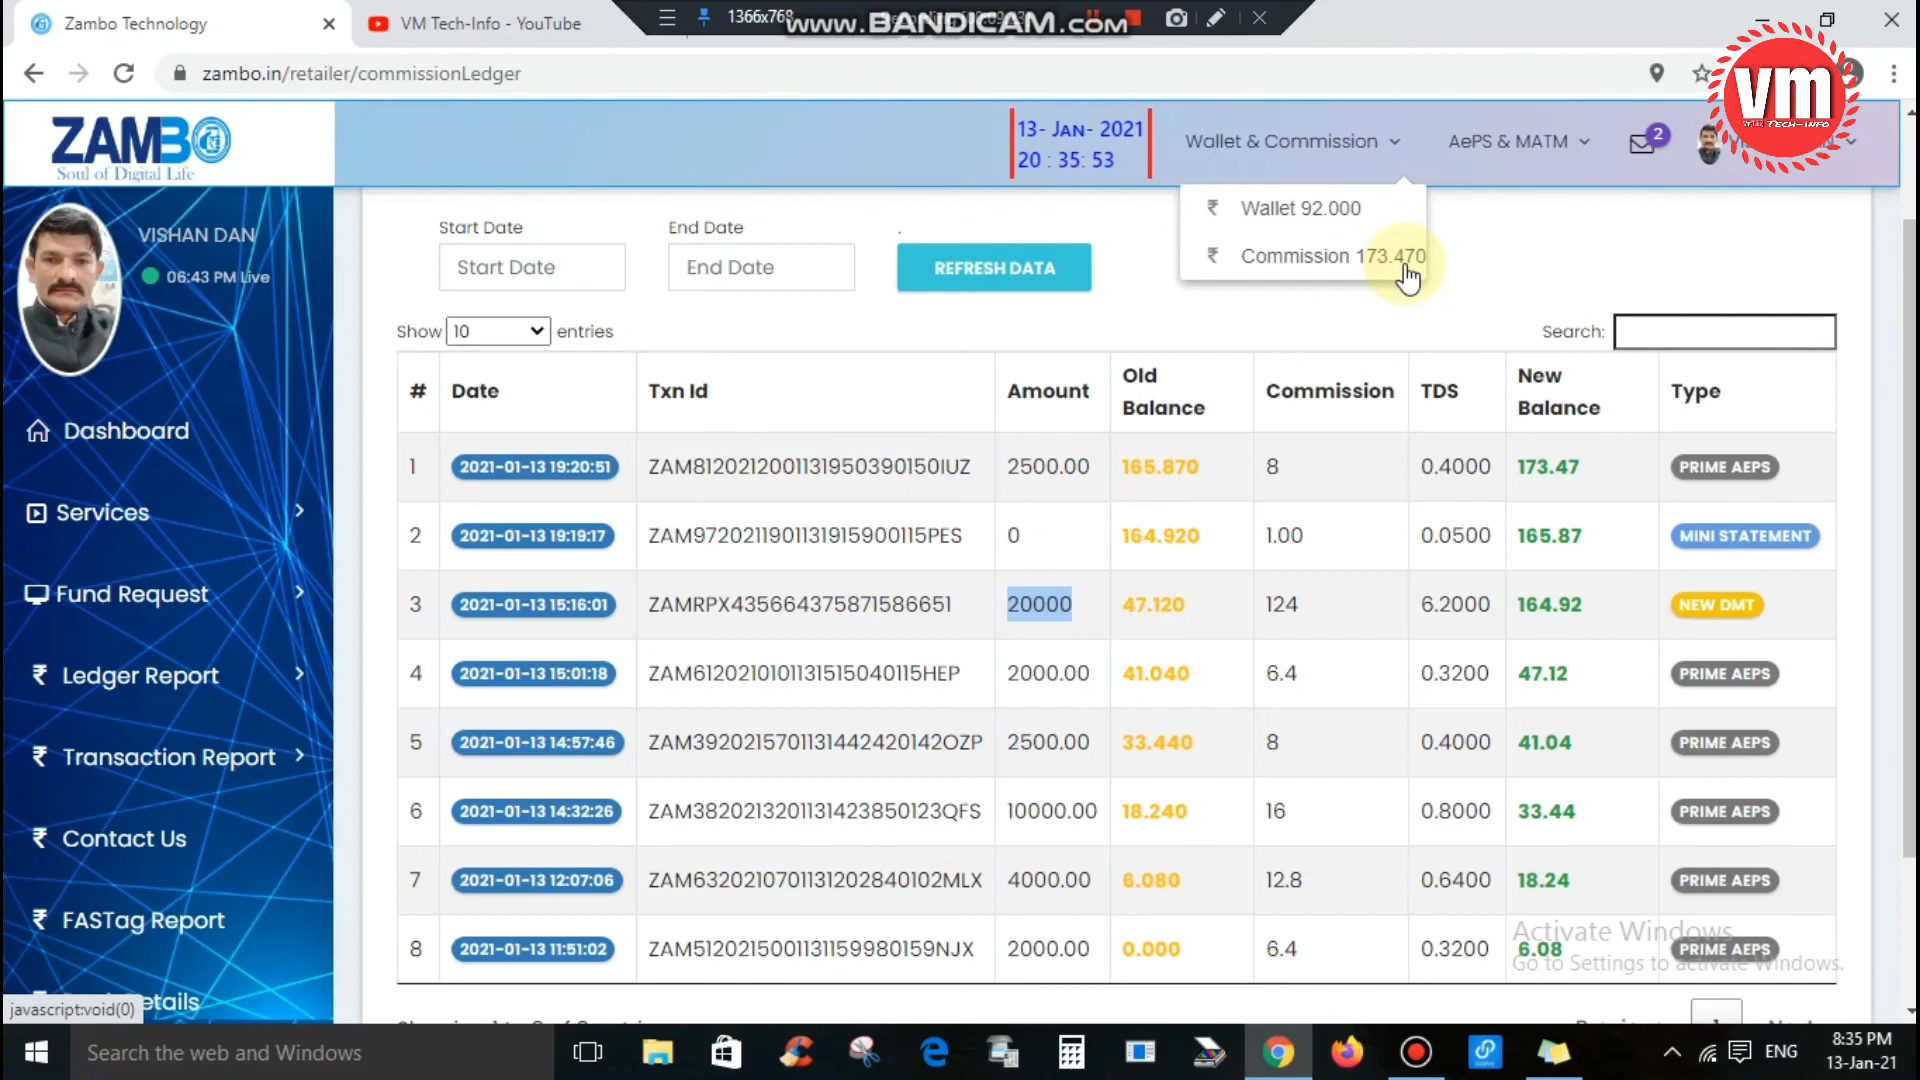 Zambo Technology
VM Tech-Info - YouTube
1366x768
www.BANDICAM.com
zambo.in/retailer/commissionLedger
vm
TECH-INFO
ZAMBO
Soul of Digital Life
13- JAN- 2021
20 : 35: 53
Wallet & Commission
AePS & MATM
2
Wallet 92.000
Commission 173.470
VISHAN DAN
06:43 PM Live
Dashboard
Services
Fund Request
Ledger Report
Transaction Report
Contact Us
FASTag Report
etails
javascript:void(0)
Start Date
End Date
.
Start Date
End Date
REFRESH DATA
Show 10 entries
Search:
# Date Txn Id Amount Old Balance Commission TDS New Balance Type
1 2021-01-13 19:20:51 ZAM8120212001131950390150IUZ 2500.00 165.870 8 0.4000 173.47 PRIME AEPS
2 2021-01-13 19:19:17 ZAM9720211901131915900115PES 0 164.920 1.00 0.0500 165.87 MINI STATEMENT
3 2021-01-13 15:16:01 ZAMRPX435664375871586651 20000 47.120 124 6.2000 164.92 NEW DMT
4 2021-01-13 15:01:18 ZAM6120210101131515040115HEP 2000.00 41.040 6.4 0.3200 47.12 PRIME AEPS
5 2021-01-13 14:57:46 ZAM3920215701131442420142OZP 2500.00 33.440 8 0.4000 41.04 PRIME AEPS
6 2021-01-13 14:32:26 ZAM3820213201131423850123QFS 10000.00 18.240 16 0.8000 33.44 PRIME AEPS
7 2021-01-13 12:07:06 ZAM6320210701131202840102MLX 4000.00 6.080 12.8 0.6400 18.24 PRIME AEPS
8 2021-01-13 11:51:02 ZAM5120215001131159980159NJX 2000.00 0.000 6.4 0.3200 6.08 PRIME AEPS
Activate Windows
Go to Settings to activate Windows.
Search the web and Windows
ENG
8:35 PM
13-Jan-21